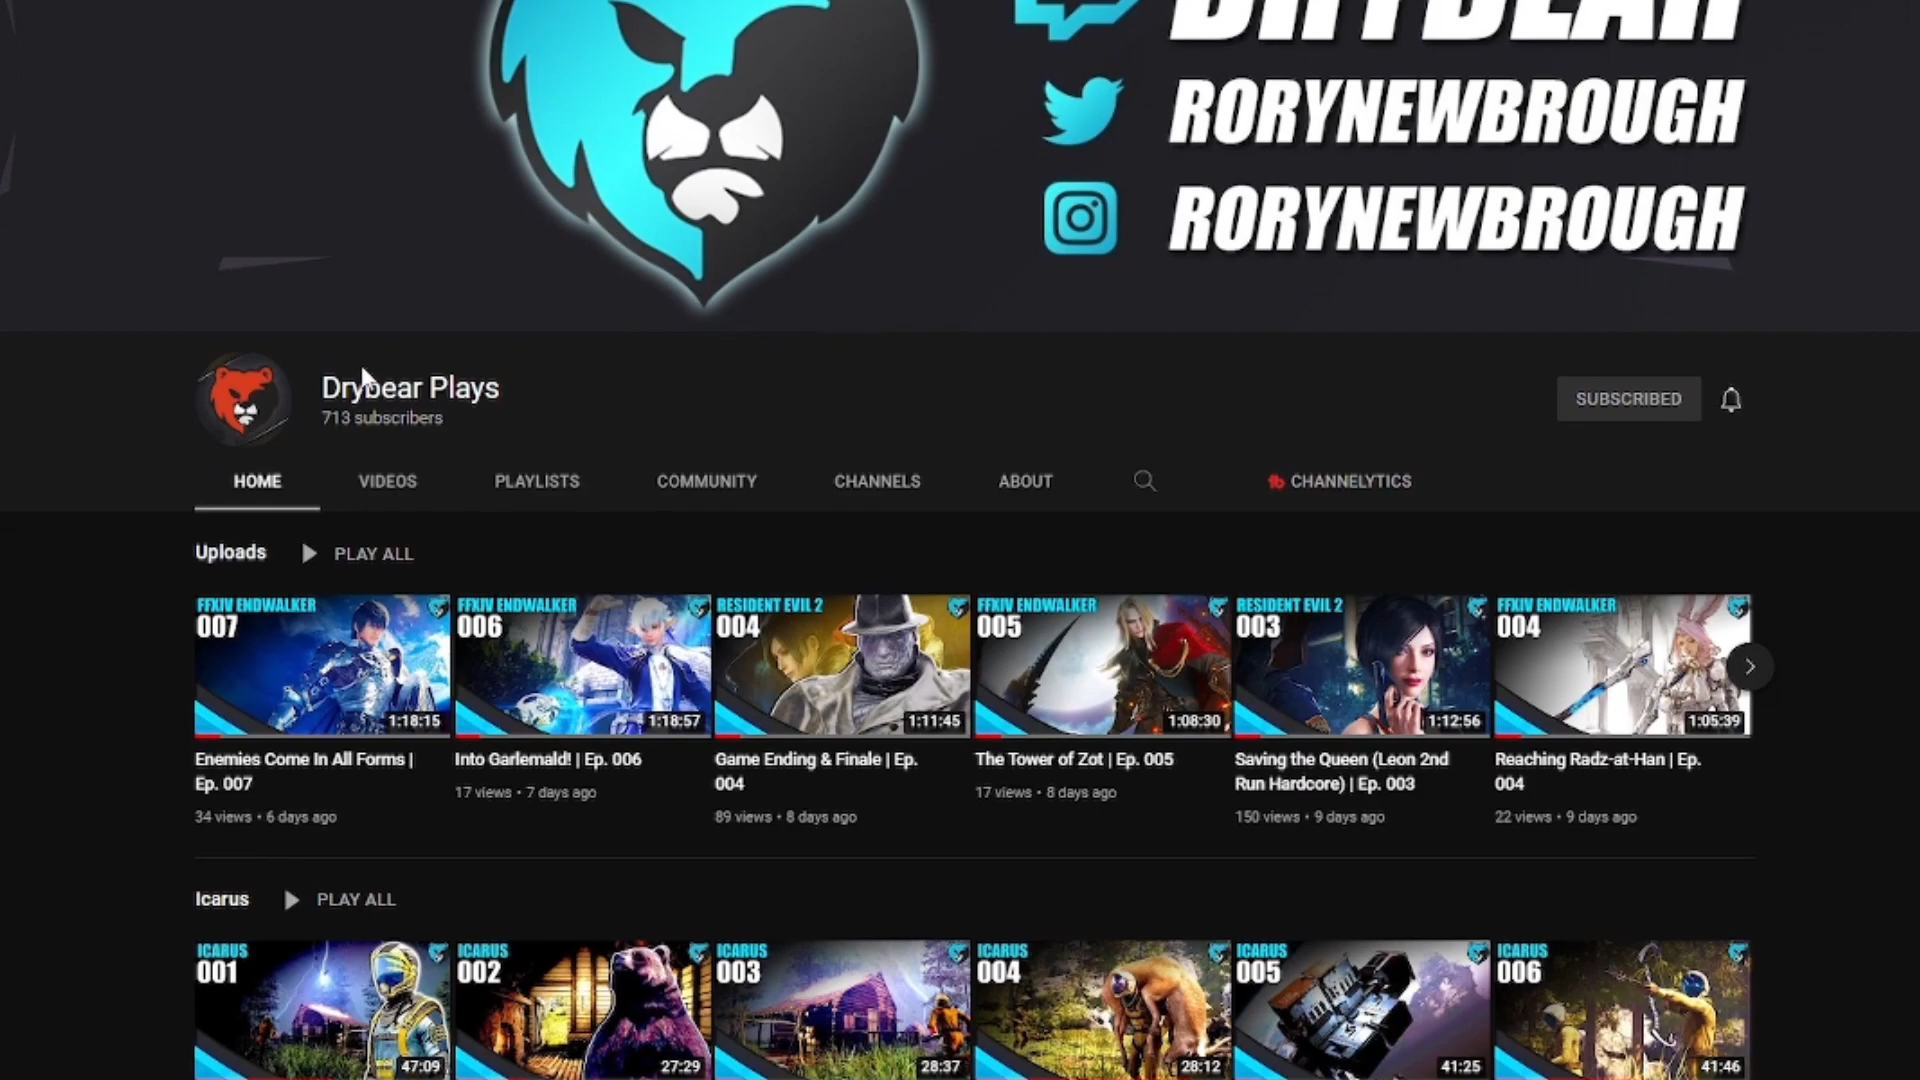 DRYBEAR
RORYNEWBROUGH
RORYNEWBROUGH
Drybear Plays
713 subscribers
SUBSCRIBED
HOME VIDEOS PLAYLISTS COMMUNITY CHANNELS ABOUT CHANNELYTICS
Uploads PLAY ALL
FFXIV ENDWALKER FFXIV ENDWALKER RESIDENT EVIL 2 FFXIV ENDWALKER RESIDENT EVIL 2 FFXIV ENDWALKER
007 006 004 005 003 004
1:18:15 1:18:57 1:11:45 1:08:30 1:12:56 1:05:39
Enemies Come In All Forms | Into Garlemald! | Ep. 006 Game Ending & Finale | Ep. The Tower of Zot | Ep. 005 Saving the Queen (Leon 2nd Reaching Radz-at-Han | Ep.
Ep. 007 004 Run Hardcore) | Ep. 003 004
17 views • 7 days ago 17 views • 8 days ago
34 views • 6 days ago 89 views • 8 days ago 150 views • 9 days ago 22 views • 9 days ago
Icarus PLAY ALL
ICARUS ICARUS ICARUS ICARUS ICARUS ICARUS
001 002 003 004 005 006
47:09 27:29 28:37 28:12 41:25 41:46